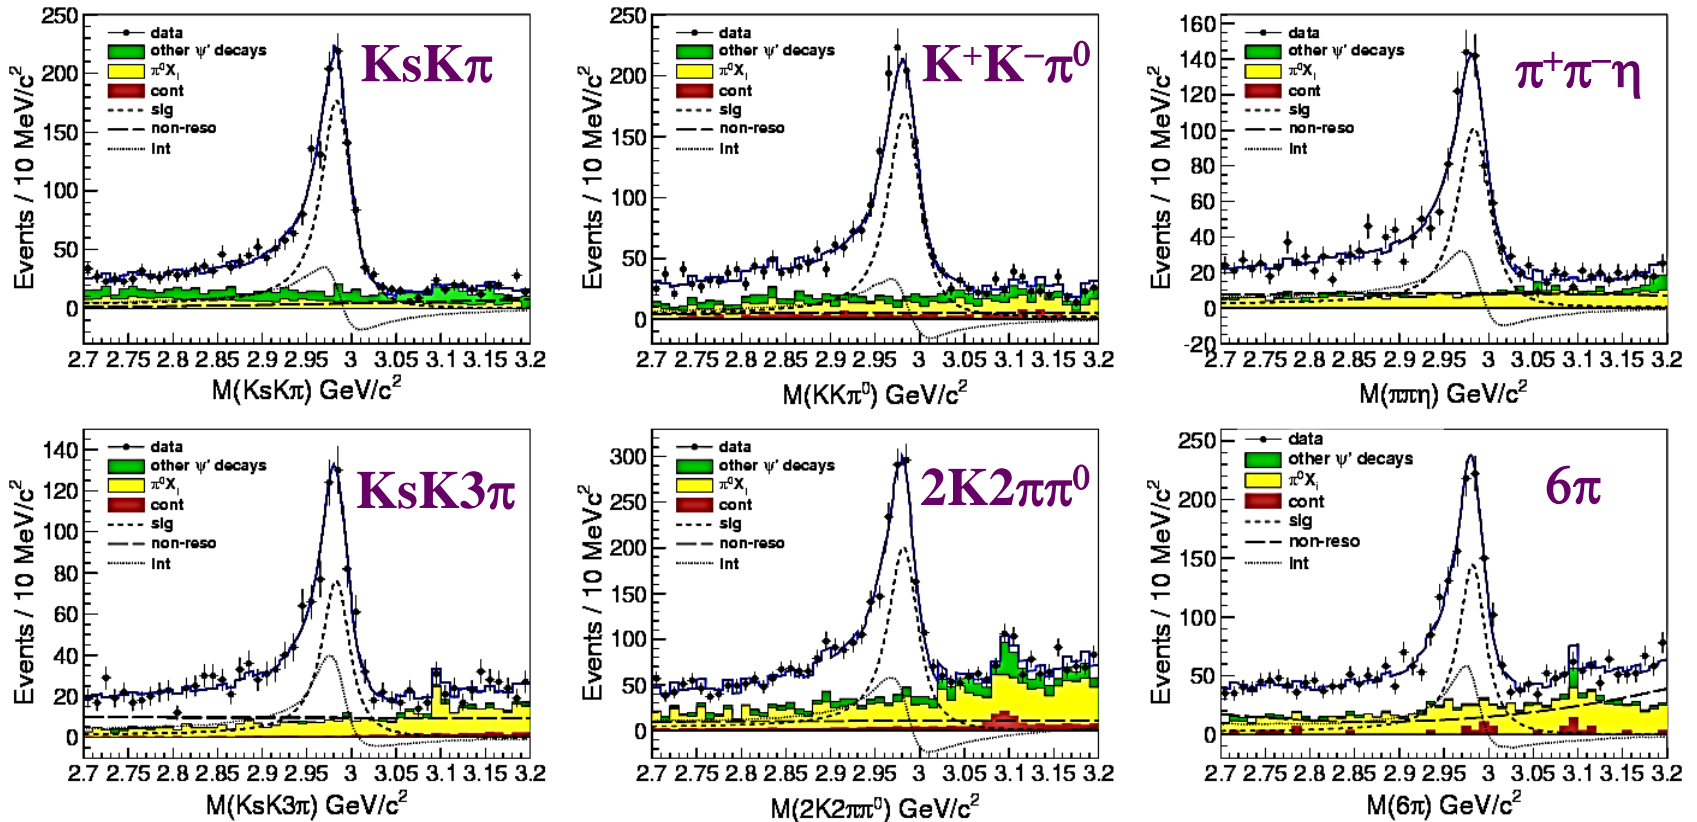 250
200
150
100
50
0
Events / 10 MeV/c²
data
other ψ' decays
π⁰Xᵢ
cont
sig
non-reso
Int
KsKπ
2.7 2.75 2.8 2.85 2.9 2.95 3 3.05 3.1 3.15 3.2
M(KsKπ) GeV/c²
250
200
150
100
50
0
Events / 10 MeV/c²
data
other ψ' decays
π⁰Xᵢ
cont
sig
non-reso
Int
K⁺K⁻π⁰
2.7 2.75 2.8 2.85 2.9 2.95 3 3.05 3.1 3.15 3.2
M(KKπ⁰) GeV/c²
160
140
120
100
80
60
40
20
0
-20
Events / 10 MeV/c²
data
other ψ' decays
π⁰Xᵢ
cont
sig
non-reso
Int
π⁺π⁻η
2.7 2.75 2.8 2.85 2.9 2.95 3 3.05 3.1 3.15 3.2
M(ππη) GeV/c²
140
120
100
80
60
40
20
0
Events / 10 MeV/c²
data
other ψ' decays
π⁰Xᵢ
cont
sig
non-reso
Int
KsK3π
2.7 2.75 2.8 2.85 2.9 2.95 3 3.05 3.1 3.15 3.2
M(KsK3π) GeV/c²
300
250
200
150
100
50
0
Events / 10 MeV/c²
data
other ψ' decays
π⁰Xᵢ
cont
sig
non-reso
Int
2K2ππ⁰
2.7 2.75 2.8 2.85 2.9 2.95 3 3.05 3.1 3.15 3.2
M(2K2ππ⁰) GeV/c²
250
200
150
100
50
0
Events / 10 MeV/c²
data
other ψ' decays
π⁰Xᵢ
cont
sig
non-reso
Int
6π
2.7 2.75 2.8 2.85 2.9 2.95 3 3.05 3.1 3.15 3.2
M(6π) GeV/c²